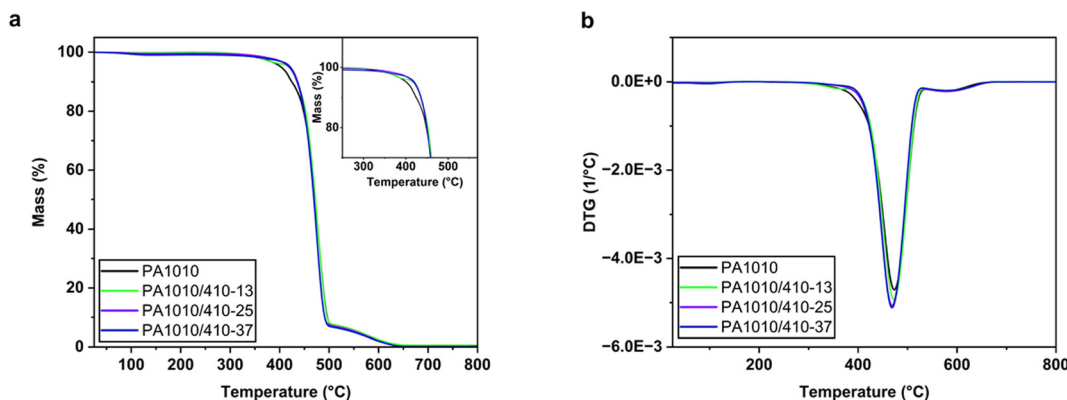 a
100
80
60
40
20
0
Mass (%)
100 200 300 400 500 600 700 800
Temperature (°C)
PA1010
PA1010/410-13
PA1010/410-25
PA1010/410-37
100
80
Mass (%)
300 400 500
Temperature (°C)
b
0.0E+0
−2.0E−3
−4.0E−3
−6.0E−3
DTG (1/°C)
200 400 600 800
Temperature (°C)
PA1010
PA1010/410-13
PA1010/410-25
PA1010/410-37